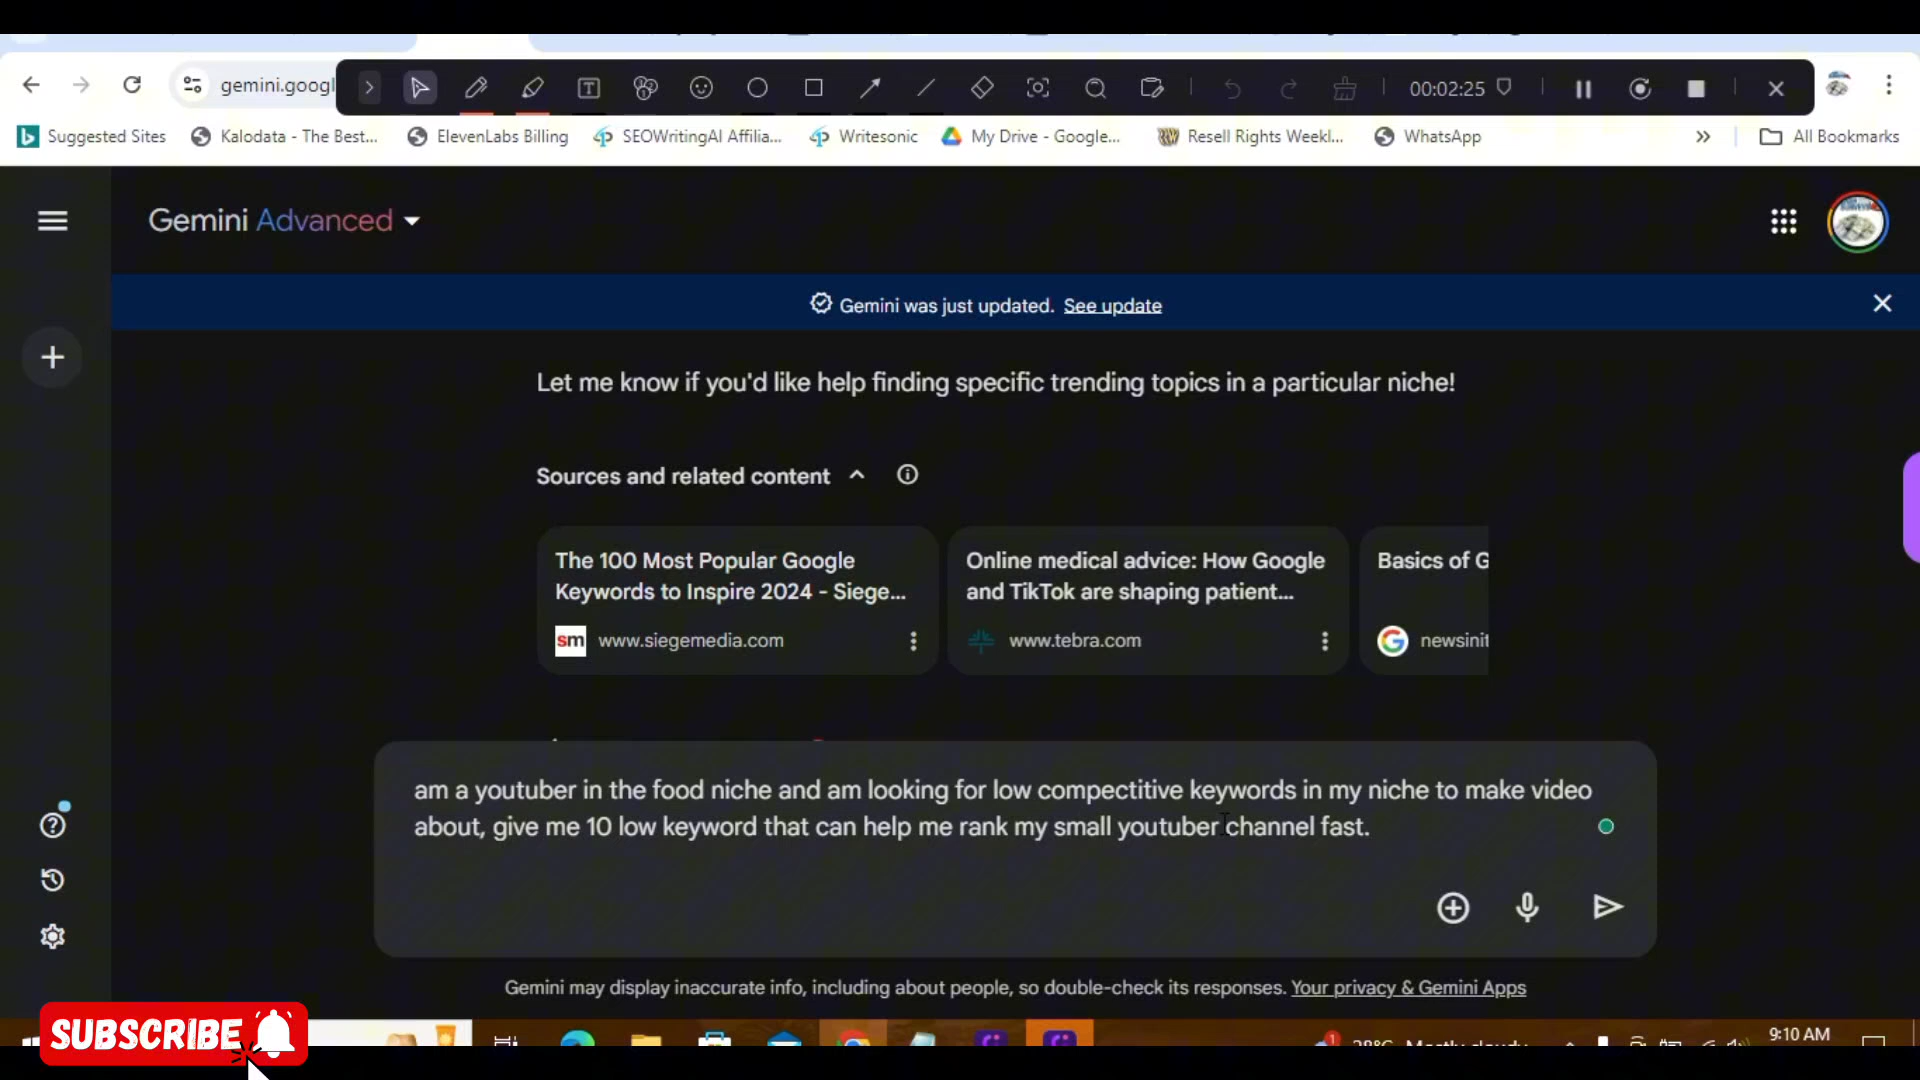 gemini.googl
00:02:25
Suggested Sites
Kalodata - The Best...
ElevenLabs Billing
SEOWritingAI Affilia...
Writesonic
My Drive - Google...
Resell Rights Weekl...
WhatsApp
»
All Bookmarks
Gemini Advanced
Gemini was just updated. See update
Let me know if you'd like help finding specific trending topics in a particular niche!
Sources and related content
The 100 Most Popular Google
Keywords to Inspire 2024 - Siege...
sm www.siegemedia.com
Online medical advice: How Google
and TikTok are shaping patient...
www.tebra.com
Basics of G
newsinit
am a youtuber in the food niche and am looking for low compectitive keywords in my niche to make video
about, give me 10 low keyword that can help me rank my small youtuber channel fast.
Gemini may display inaccurate info, including about people, so double-check its responses. Your privacy & Gemini Apps
SUBSCRIBE
28°C Mostly cloudy
9:10 AM